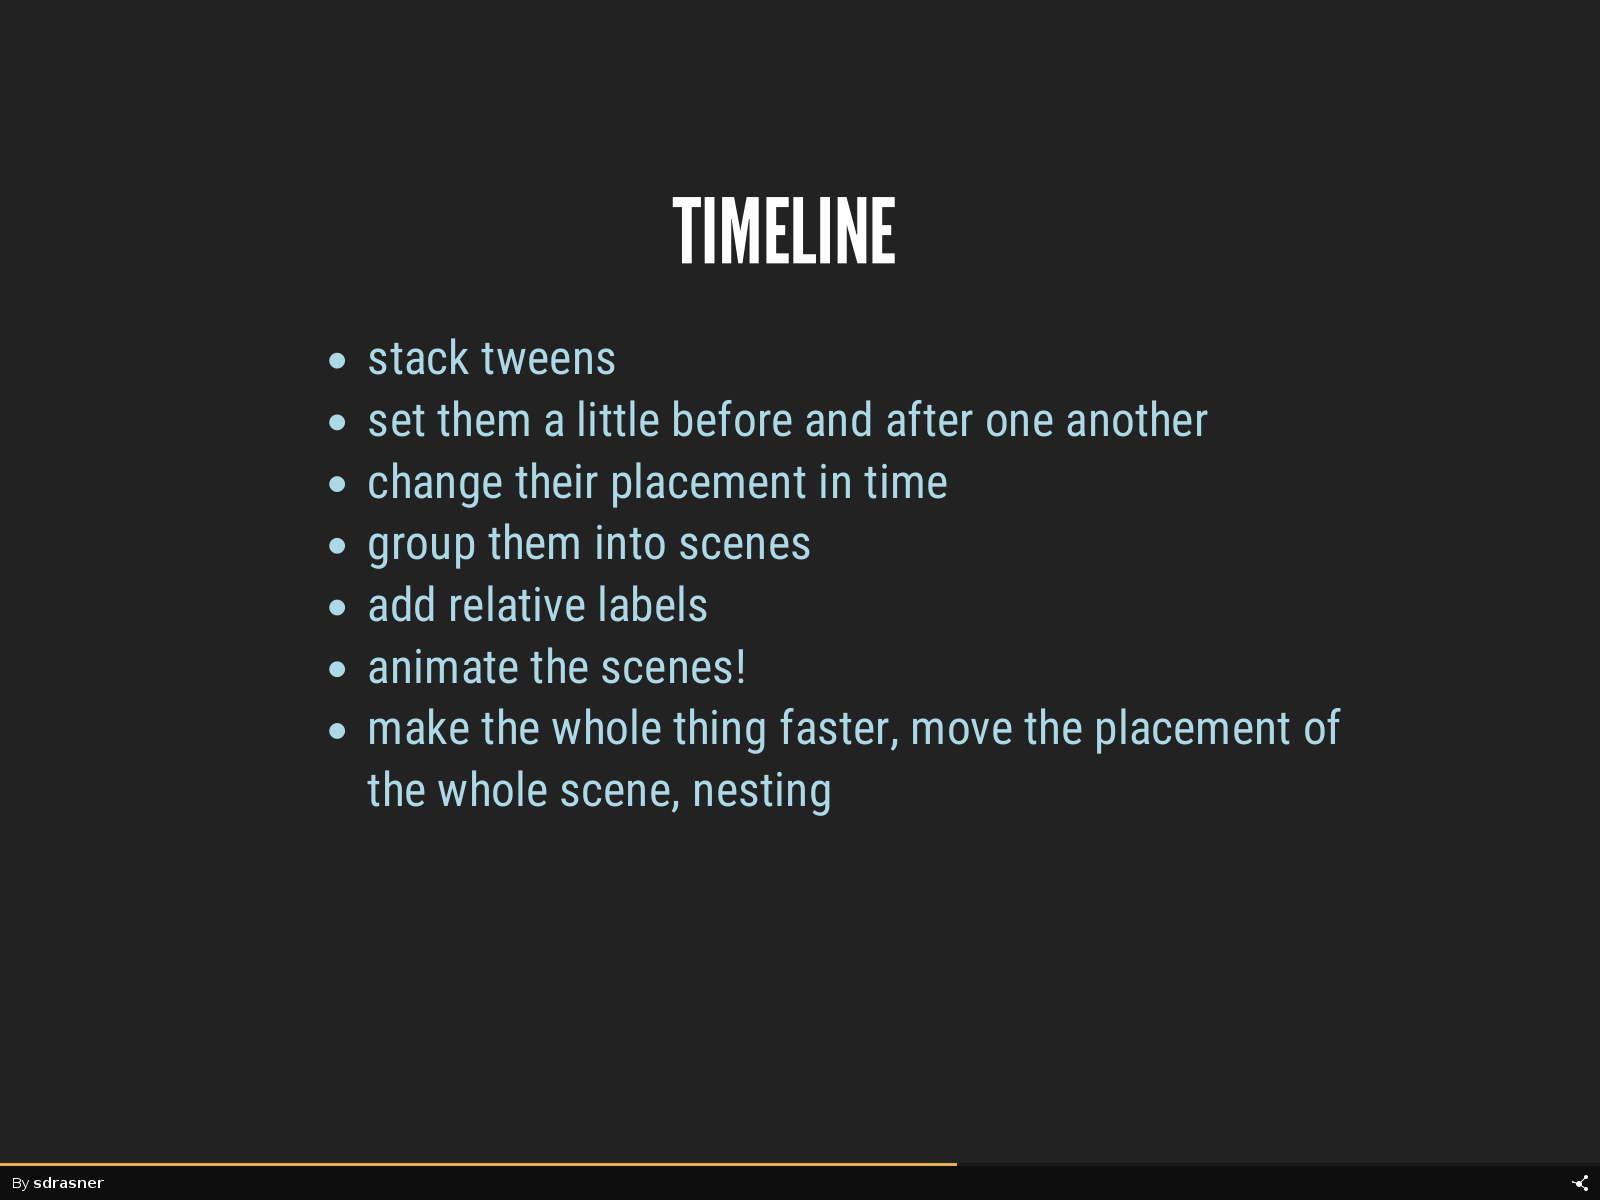 TIMELINE
stack tweens
set them a little before and after one another
change their placement in time
group them into scenes
add relative labels
animate the scenes!
make the whole thing faster, move the placement of
the whole scene, nesting
By sdrasner